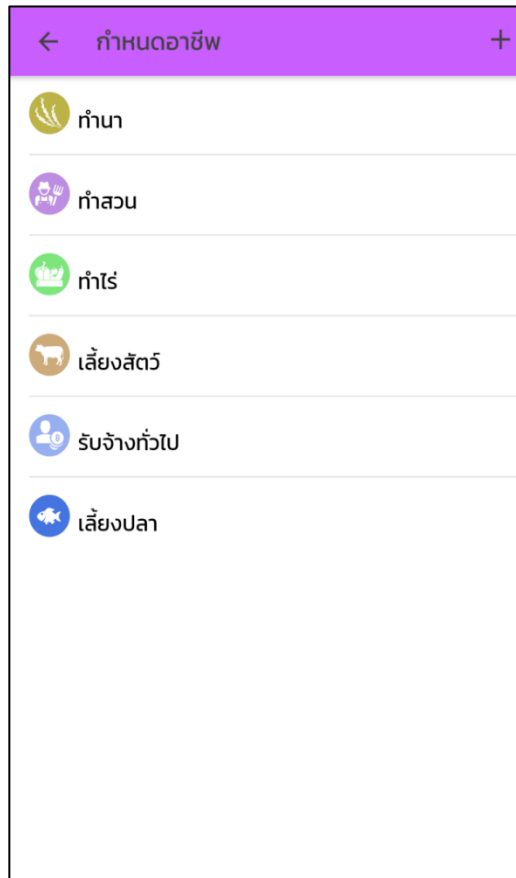 กำหนดอาชีพ
ทำนา
ทำสวน
ทำไร่
เลี้ยงสัตว์
รับจ้างทั่วไป
เลี้ยงปลา